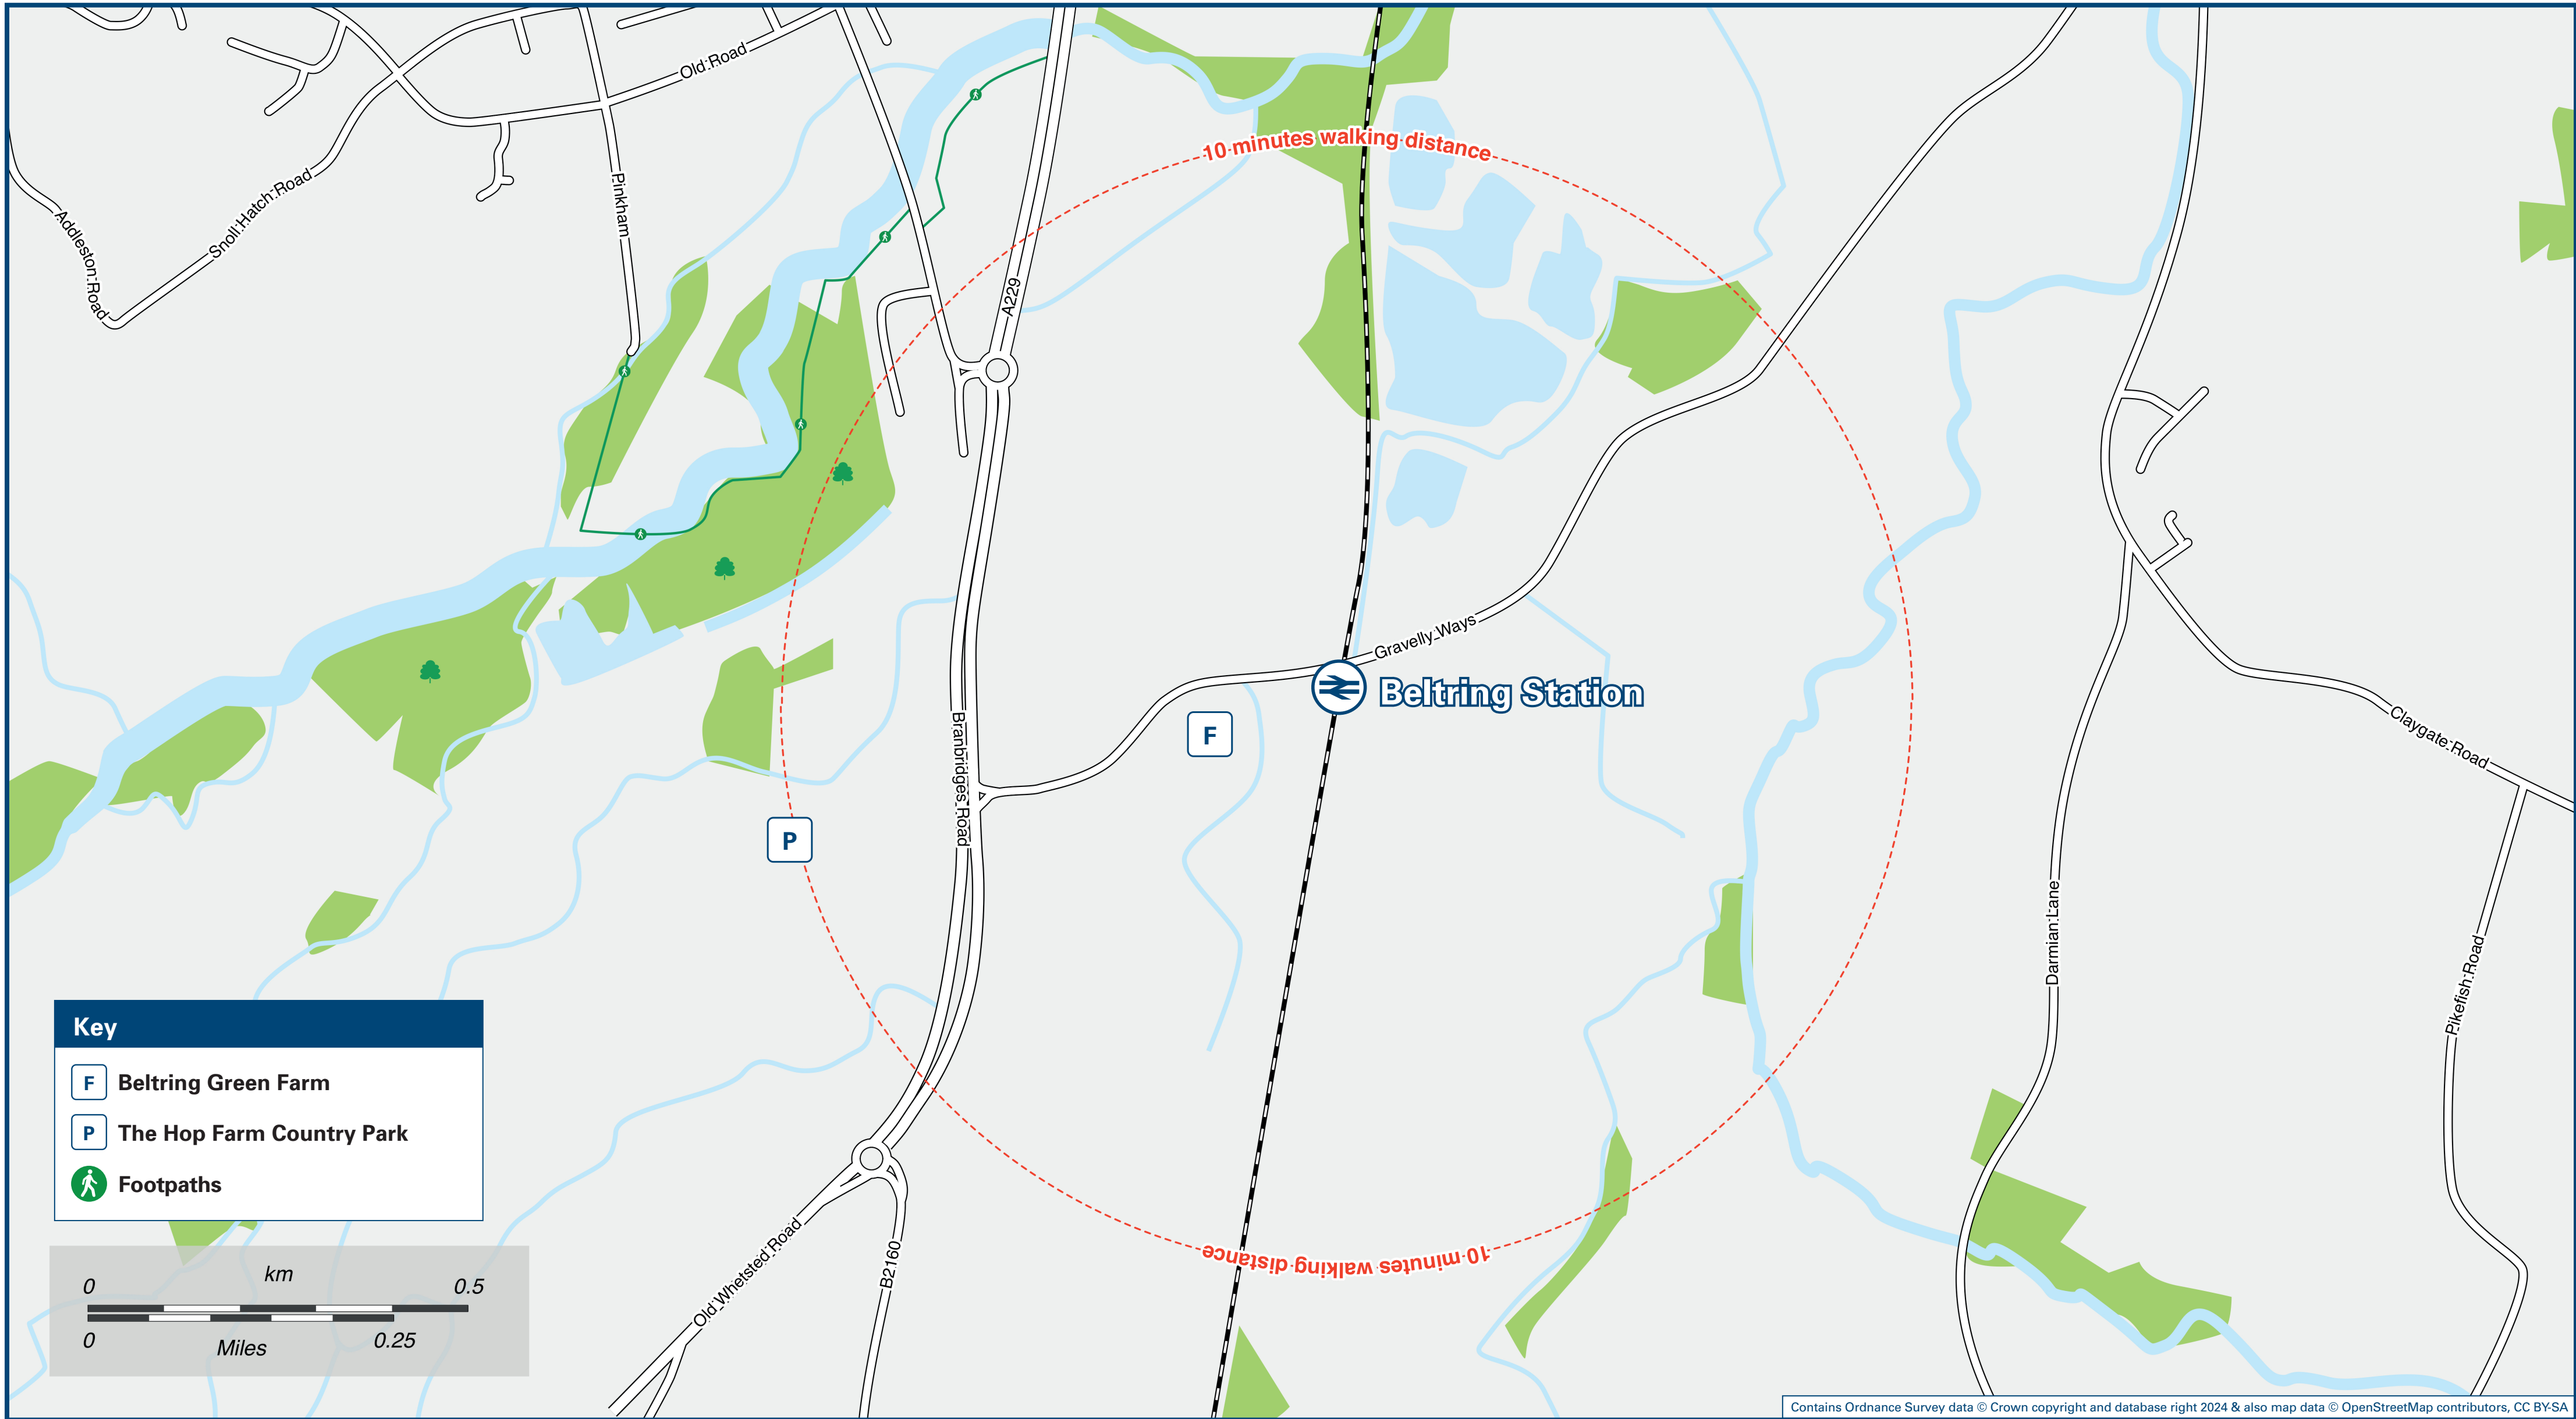 Old Road
Snoll Hatch Road
Addleston Road
Pinkham
A229
10 minutes walking distance
Gravelly Ways
Beltring Station
F
P
Branbridges Road
Claygate Road
Darmian Lane
Pikefish Road
10 minutes walking distance
Old Whetsted Road
B2160
Key
F Beltring Green Farm
P The Hop Farm Country Park
Footpaths
km
0 0.5
0 0.25
Miles
Contains Ordnance Survey data © Crown copyright and database right 2024 & also map data © OpenStreetMap contributors, CC BY-SA